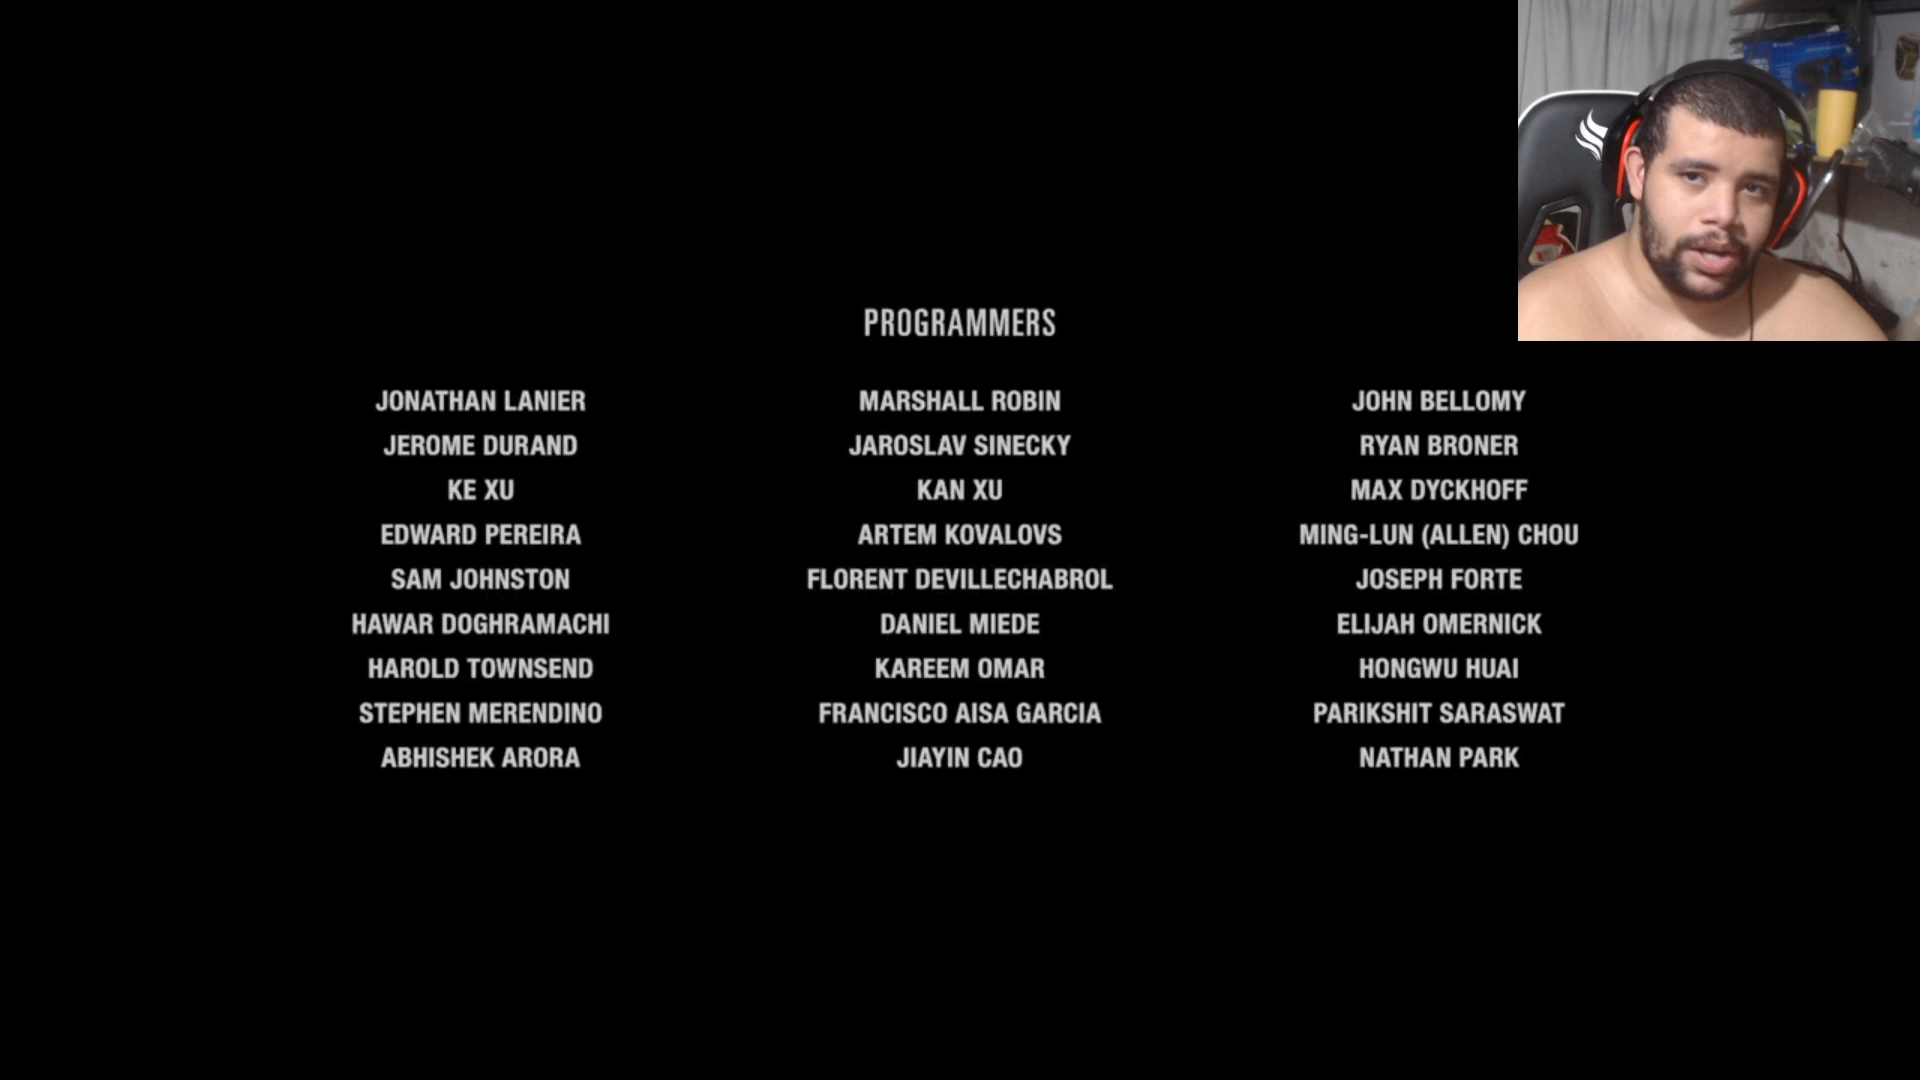 PROGRAMMERS
JONATHAN LANIER MARSHALL ROBIN JOHN BELLOMY
JEROME DURAND JAROSLAV SINECKY RYAN BRONER
KE XU KAN XU MAX DYCKHOFF
EDWARD PEREIRA ARTEM KOVALOVS MING-LUN (ALLEN) CHOU
SAM JOHNSTON FLORENT DEVILLECHABROL JOSEPH FORTE
HAWAR DOGHRAMACHI DANIEL MIEDE ELIJAH OMERNICK
HAROLD TOWNSEND KAREEM OMAR HONGWU HUAI
STEPHEN MERENDINO FRANCISCO AISA GARCIA PARIKSHIT SARASWAT
ABHISHEK ARORA JIAYIN CAO NATHAN PARK